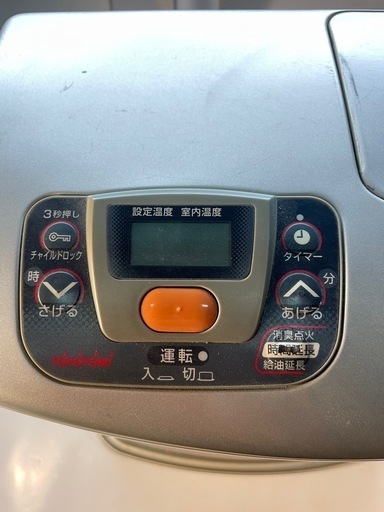 3秒押し
設定温度 室内温度
チャイルドロック
タイマー
時
分
さげる
あげる
運転
入 切
消臭点火
時間延長
給油延長